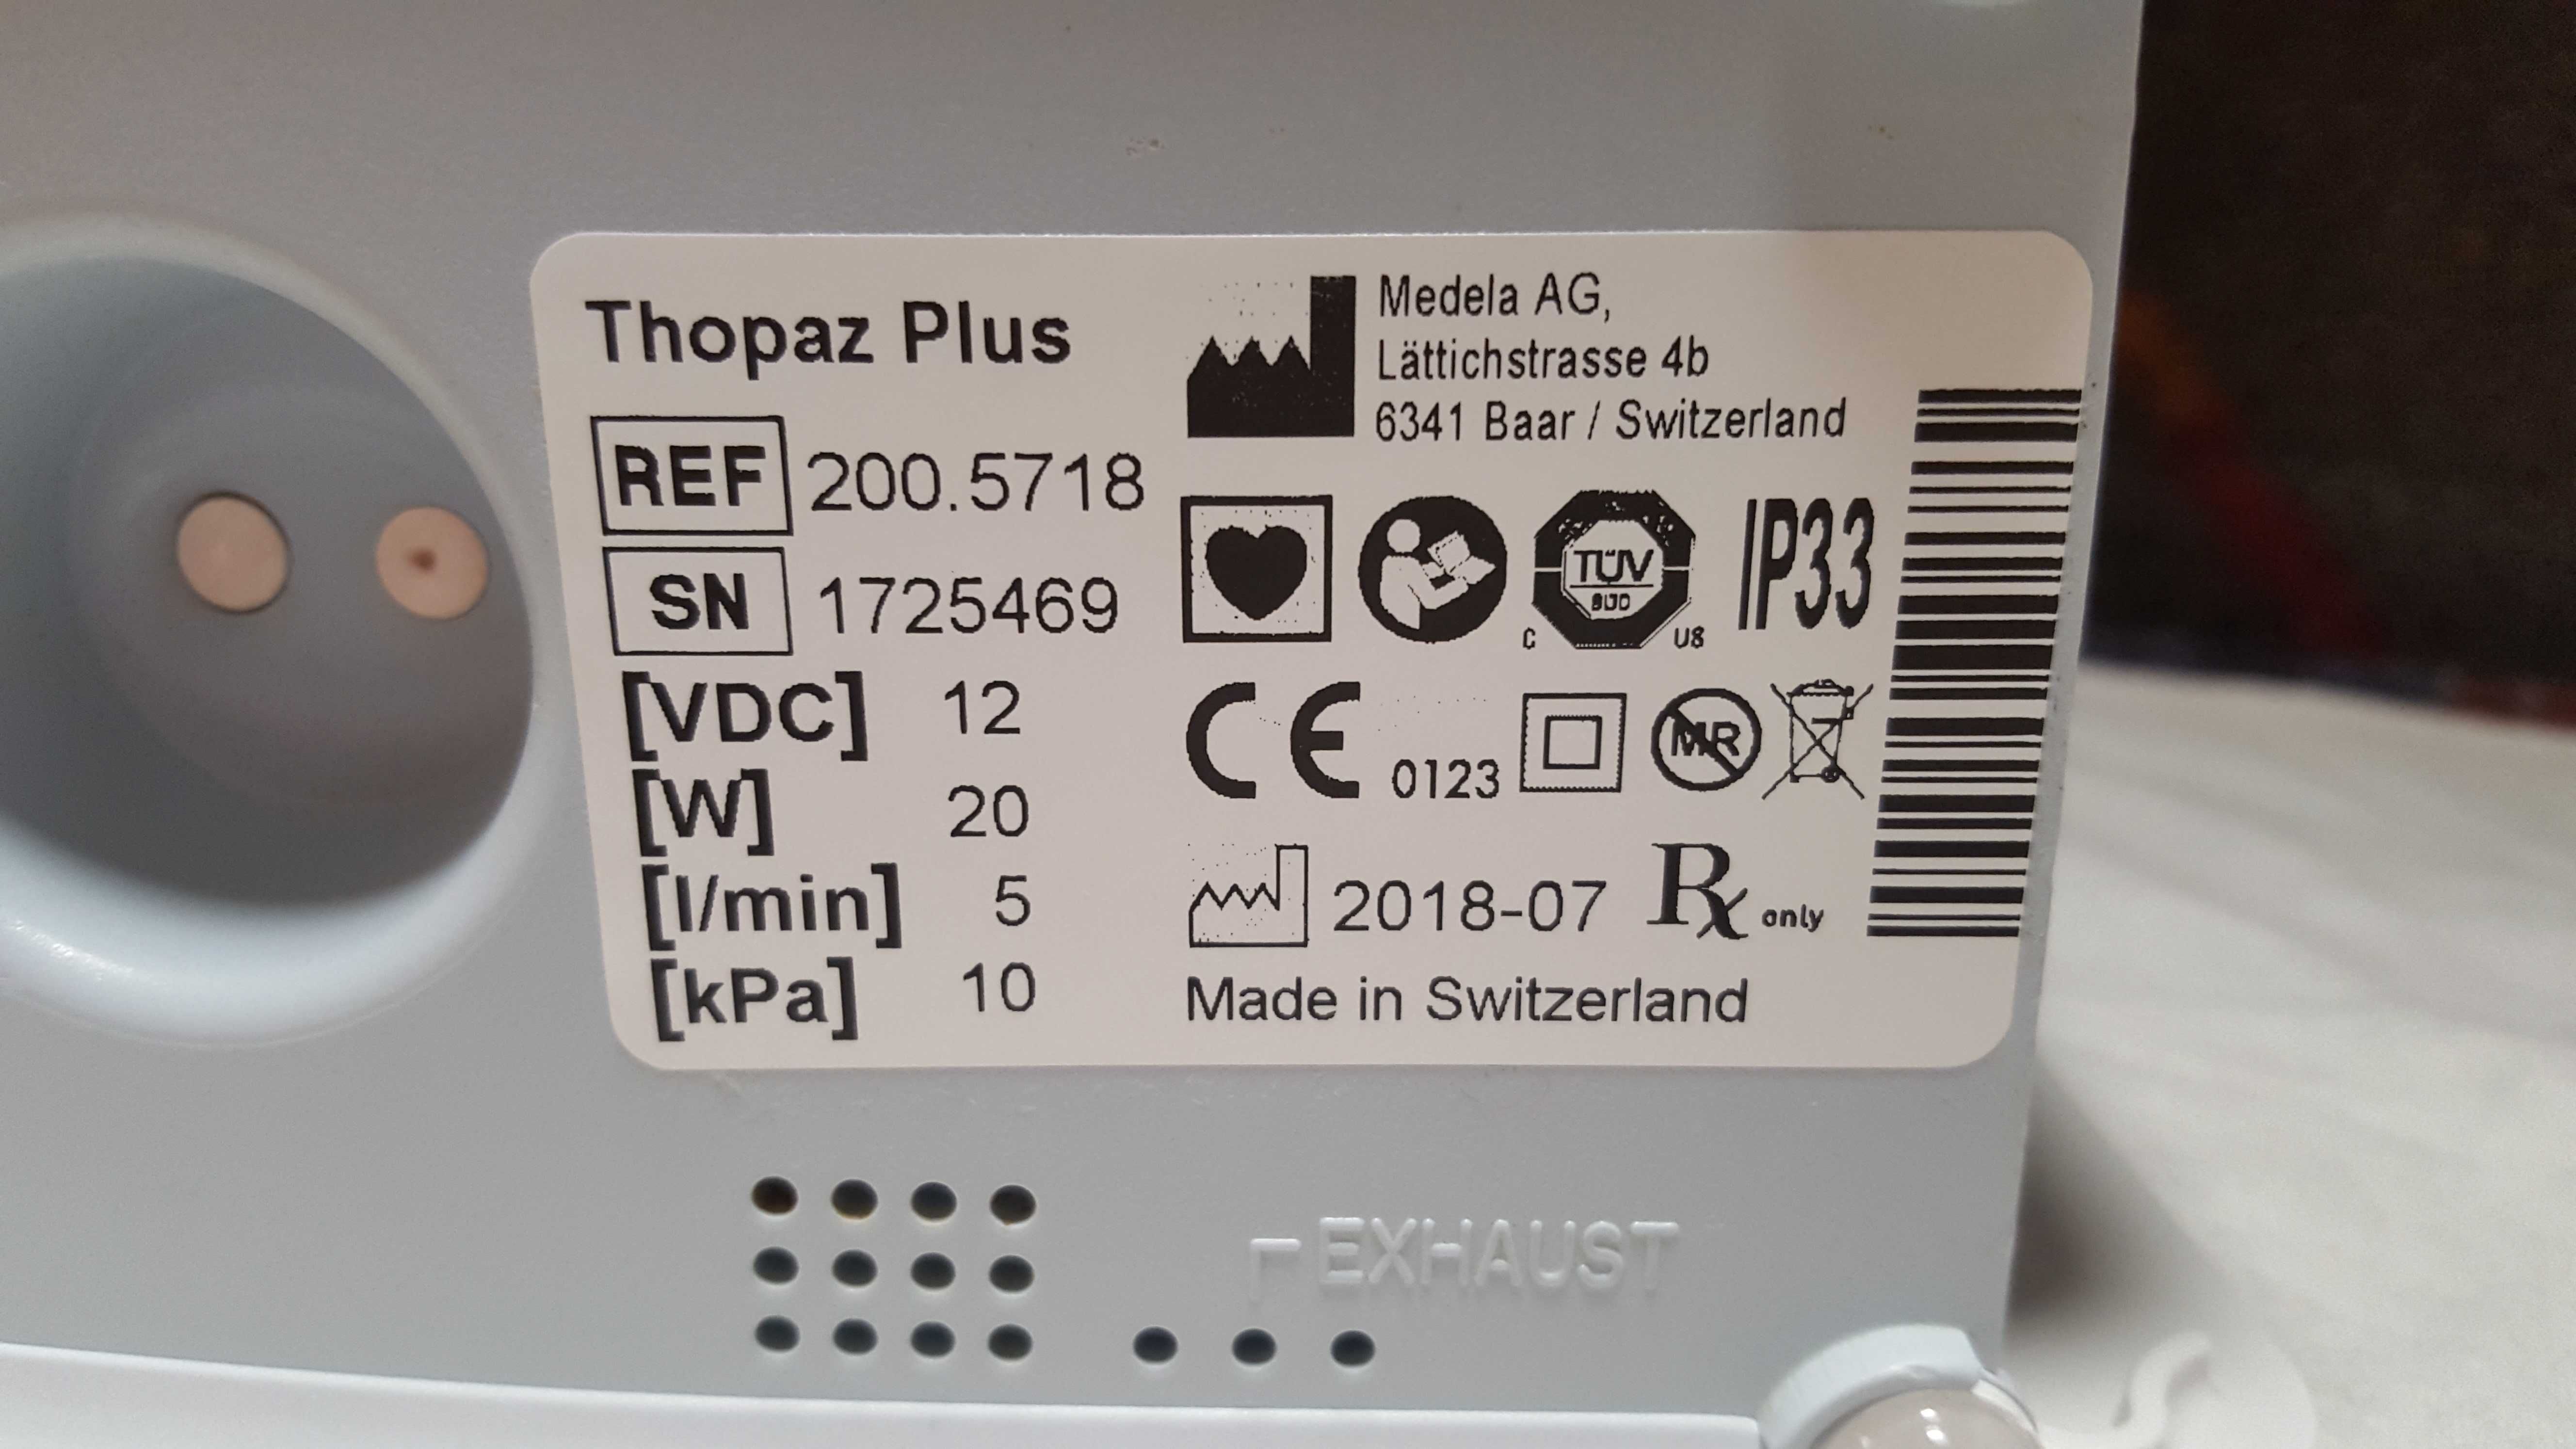 Thopaz Plus
REF 200.5718
SN 1725469
[VDC] 12
[W] 20
[l/min] 5
[kPa] 10
Medela AG,
Lättichstrasse 4b
6341 Baar / Switzerland
TÜV
SÜD
C US
IP33
CE 0123
MR
2018-07 Rx only
Made in Switzerland
EXHAUST